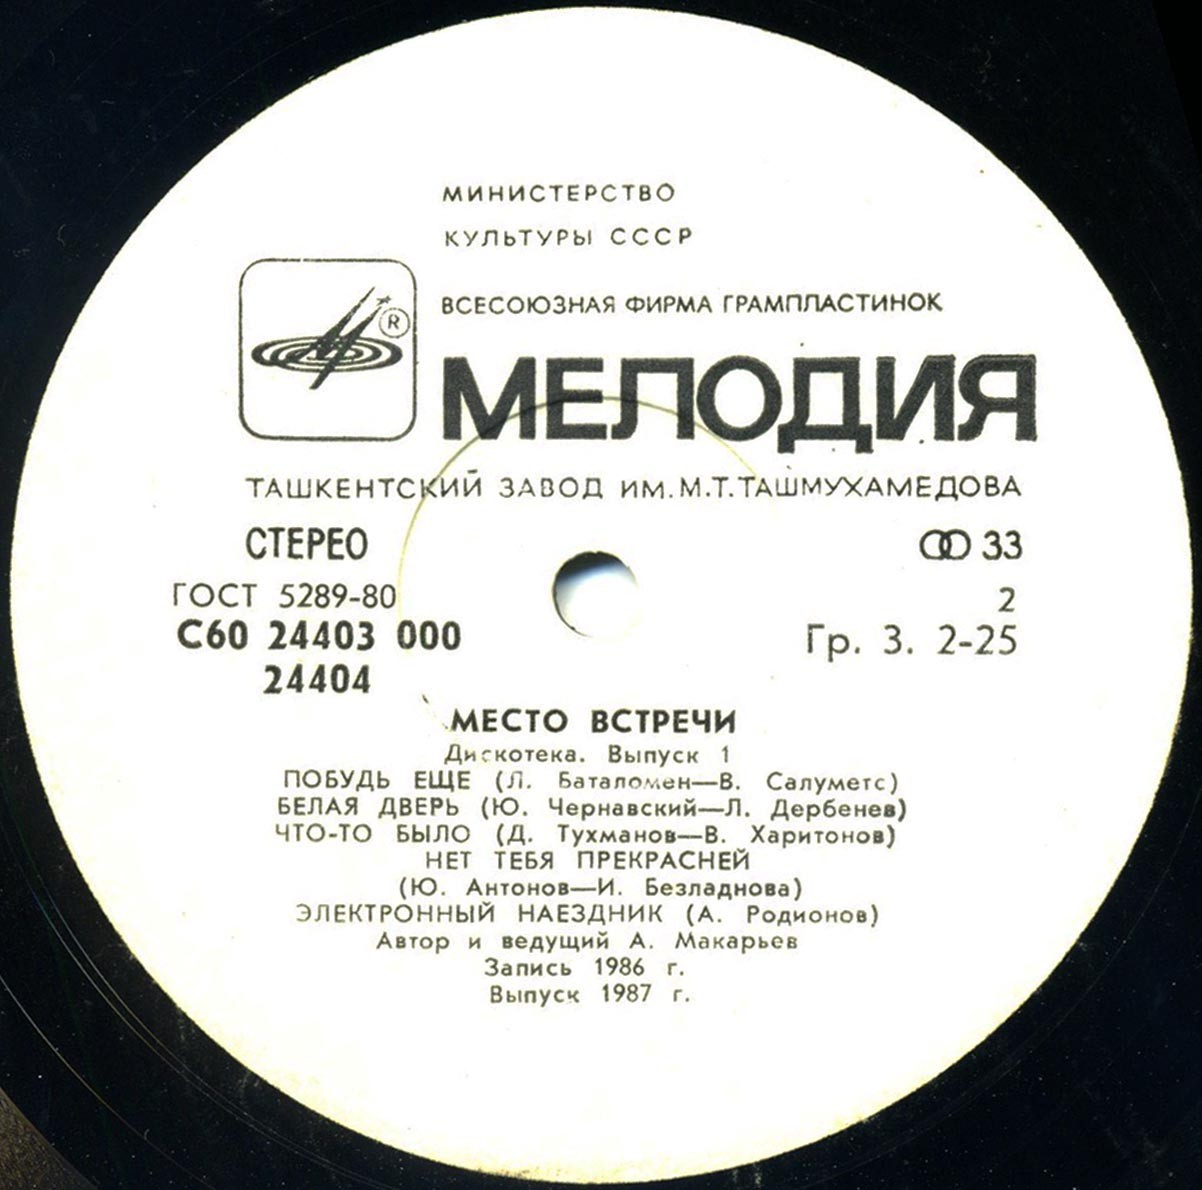 МИНИСТЕРСТВО
КУЛЬТУРЫ СССР
ВСЕСОЮЗНАЯ ФИРМА ГРАМПЛАСТИНОК
®
МЕЛОДИЯ
ТАШКЕНТСКИЙ ЗАВОД ИМ. М.Т.ТАШМУХАМЕДОВА
СТЕРЕО 33
ГОСТ 5289-80 2
С60 24403 000 Гр. 3. 2-25
24404
МЕСТО ВСТРЕЧИ
Дискотека. Выпуск 1
ПОБУДЬ ЕЩЕ (Л. Баталомен—В. Салуметс)
БЕЛАЯ ДВЕРЬ (Ю. Чернавский—Л. Дербенев)
ЧТО-ТО БЫЛО (Д. Тухманов—В. Харитонов)
НЕТ ТЕБЯ ПРЕКРАСНЕЙ
(Ю. Антонов—И. Безладнова)
ЭЛЕКТРОННЫЙ НАЕЗДНИК (А. Родионов)
Автор и ведущий А. Макарьев
Запись 1986 г.
Выпуск 1987 г.